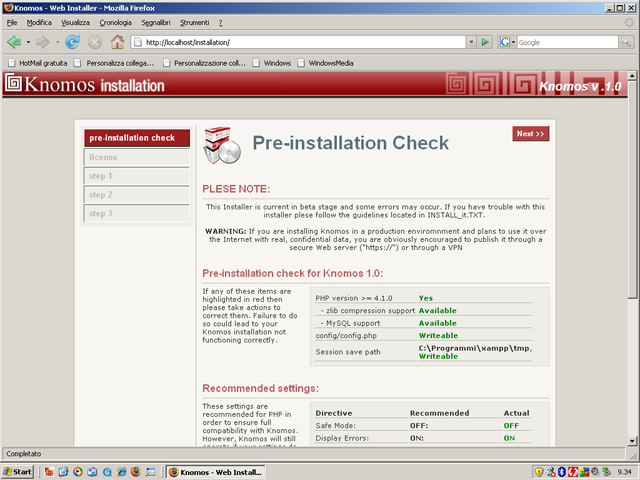 Knomos - Web Installer - Mozilla Firefox
File Modifica Visualizza Cronologia Segnalibri Strumenti ?
http://localhost/installation/
Google
HotMail gratuita Personalizza collega... Personalizzazione coll... Windows WindowsMedia
Knomos installation
Knomos v .1.0
pre-installation check
license
step 1
step 2
step 3
Pre-installation Check
Next >>
PLESE NOTE:
This Installer is current in beta stage and some errors may occur. If you have trouble with this
installer plese follow the guidelines located in INSTALL_it.TXT.
WARNING: If you are installing Knomos in a production environmnent and plans to use it over
the Internet with real, confidential data, you are obviously encouraged to publish it through a
secure Web server ("https://") or through a VPN
Pre-installation check for Knomos 1.0:
If any of these items are
highlighted in red then
please take actions to
correct them. Failure to do
so could lead to your
Knomos installation not
functioning correctly.
PHP version >= 4.1.0 Yes
- zlib compression support Available
- MySQL support Available
config/config.php Writeable
Session save path C:\Programmi\xampp\tmp,
Writeable
Recommended settings:
These settings are
recommended for PHP in
order to ensure full
compatibility with Knomos.
However, Knomos will still
Directive Recommended Actual
Safe Mode: OFF: OFF
Display Errors: ON: ON
Completato
Start
Knomos - Web Instal...
9.34